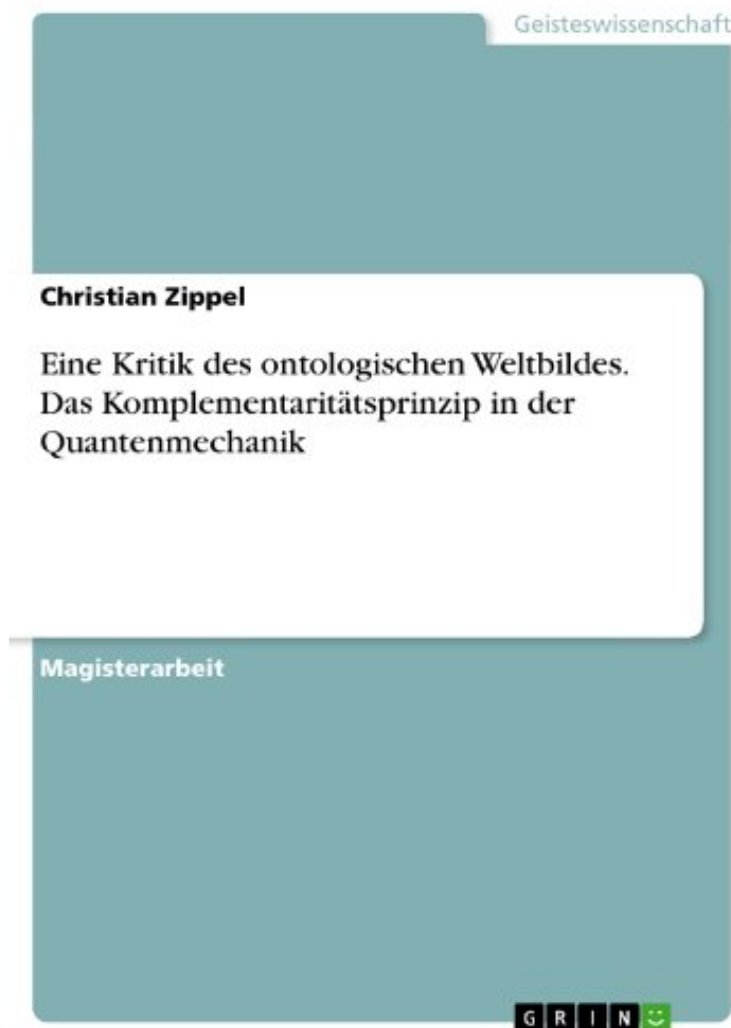 Geisteswissenschaft
Christian Zippel
Eine Kritik des ontologischen Weltbildes.
Das Komplementaritätsprinzip in der
Quantenmechanik
Magisterarbeit
GRIN